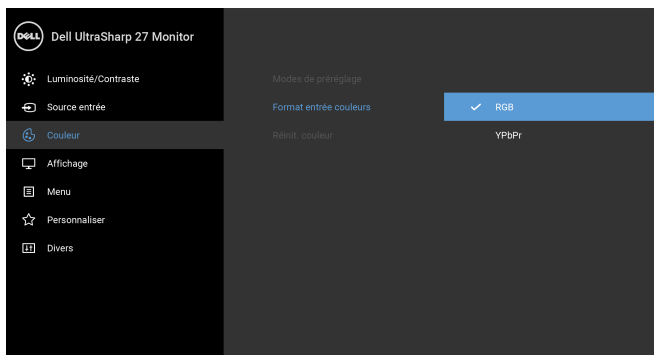 DELL Dell UltraSharp 27 Monitor
Luminosité/Contraste
Source entrée
Couleur
Affichage
Menu
Personnaliser
Divers
Modes de préréglage
Format entrée couleurs
Réinit. couleur
RGB
YPbPr